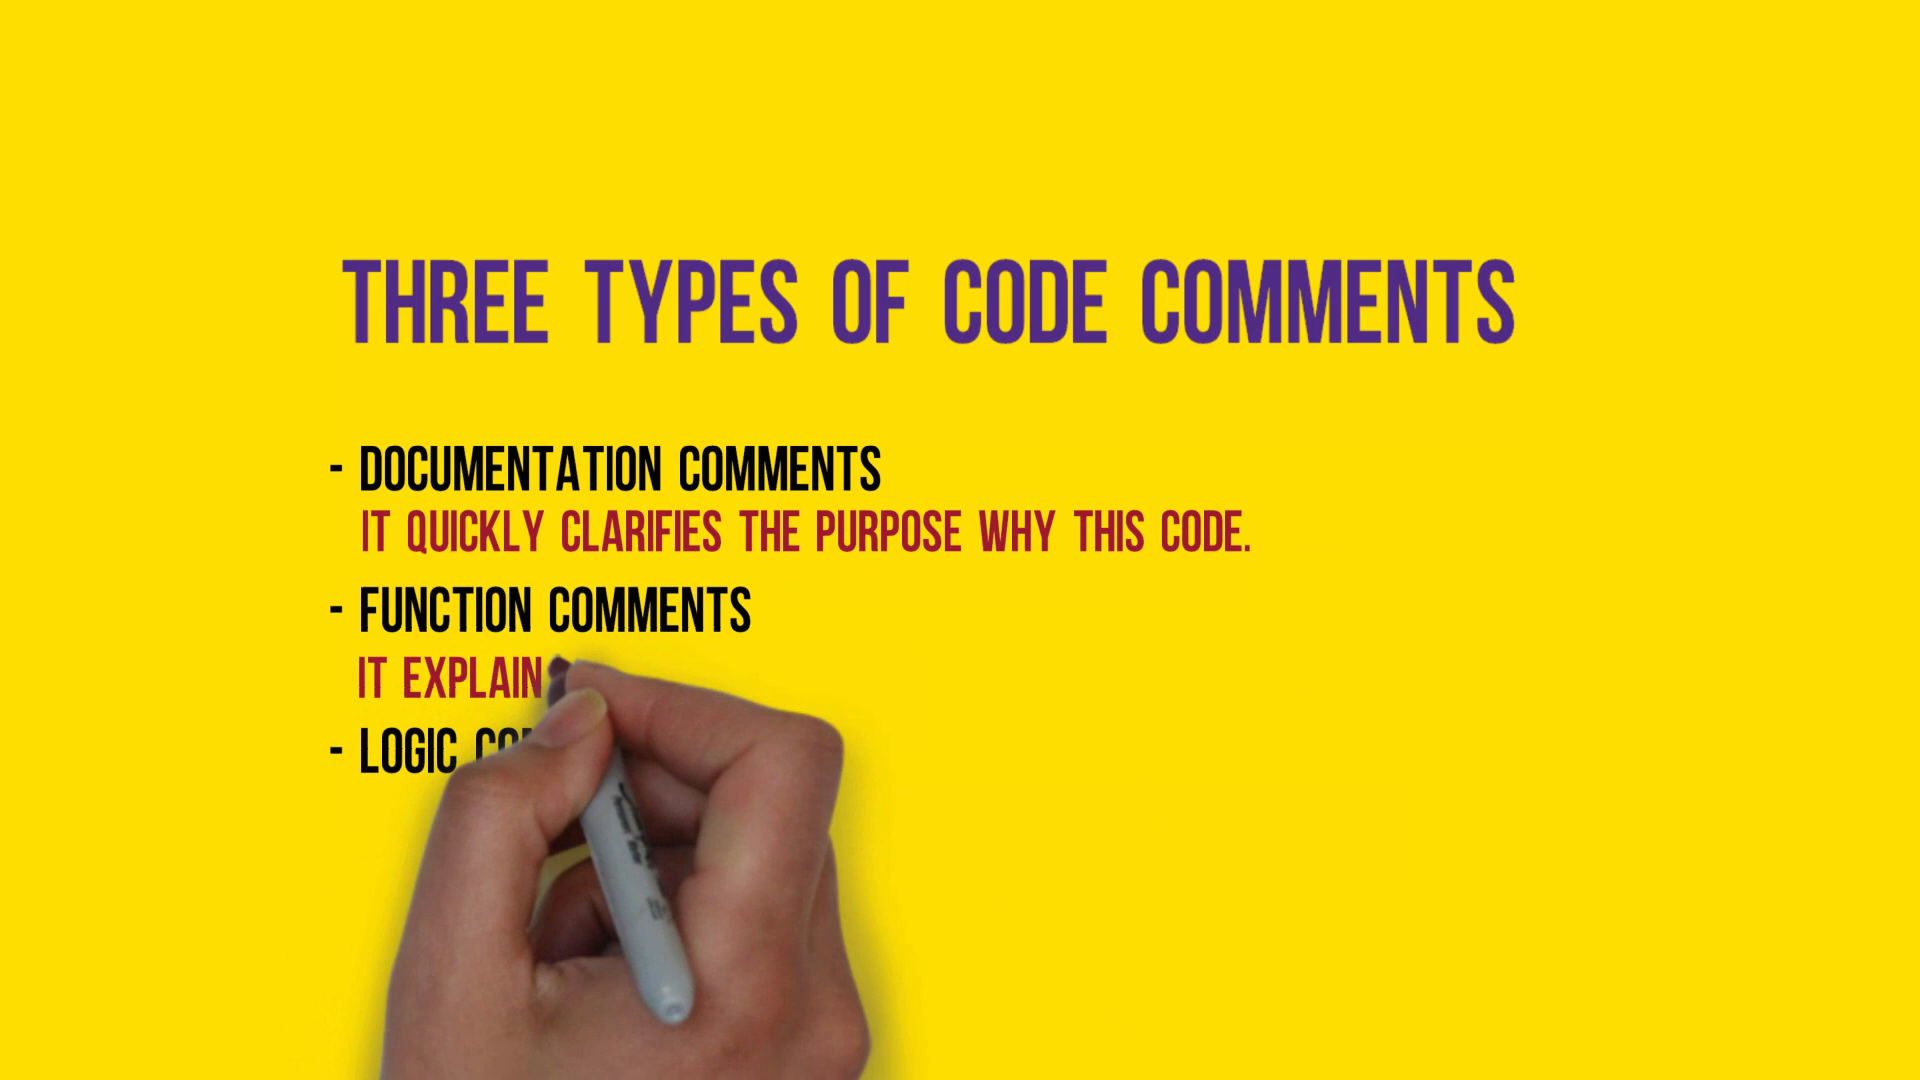 THREE TYPES OF CODE COMMENTS
- DOCUMENTATION COMMENTS
IT QUICKLY CLARIFIES THE PURPOSE WHY THIS CODE.
- FUNCTION COMMENTS
IT EXPLAIN
- LOGIC